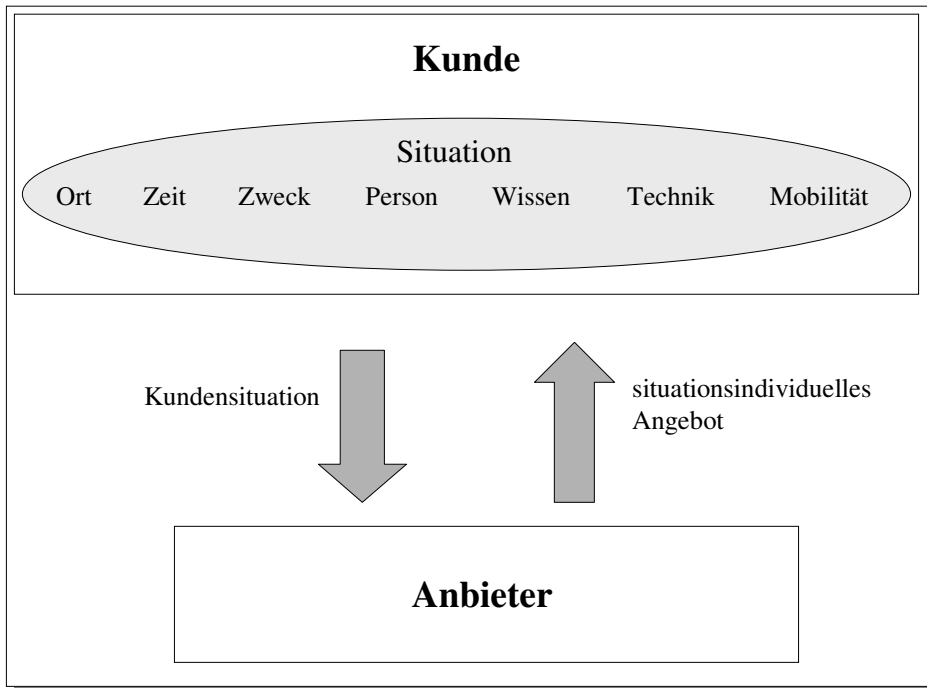 Kunde
Situation
Ort Zeit Zweck Person Wissen Technik Mobilität
Kundensituation
situationsindividuelles
Angebot
Anbieter